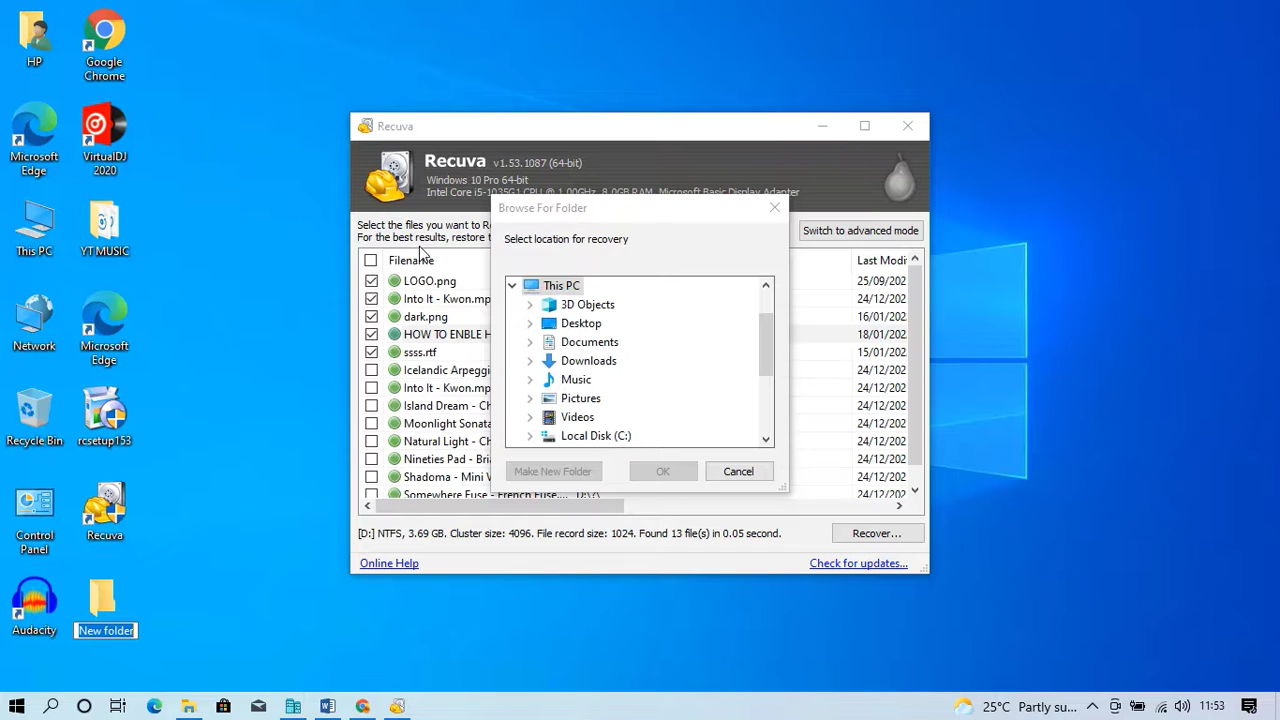 HP
Google
Chrome
Microsoft
Edge
VirtualDJ
2020
This PC
YT MUSIC
Network
Microsoft
Edge
Recycle Bin
rcsetup153
Control
Panel
Recuva
Audacity
New folder
Recuva
Recuva v1.53.1087 (64-bit)
Windows 10 Pro 64-bit
Intel Core i5-1035G1 CPU @ 1.00GHz, 8.0GB RAM, Microsoft Basic Display Adapter
Select the files you want to R
For the best results, restore t
Switch to advanced mode
Filename
Last Modi
LOGO.png
25/09/202
Into It - Kwon.mp
24/12/202
dark.png
16/01/202
HOW TO ENBLE H
18/01/202
ssss.rtf
15/01/202
Icelandic Arpeggi
24/12/202
Into It - Kwon.mp
24/12/202
Island Dream - Ch
24/12/202
Moonlight Sonata
24/12/202
Natural Light - Ch
24/12/202
Nineties Pad - Bria
24/12/202
Shadoma - Mini V
24/12/202
Somewhere Fuse - French Fuse.... D:\?\
24/12/202
Browse For Folder
Select location for recovery
This PC
3D Objects
Desktop
Documents
Downloads
Music
Pictures
Videos
Local Disk (C:)
Make New Folder
OK
Cancel
[D:] NTFS, 3.69 GB. Cluster size: 4096. File record size: 1024. Found 13 file(s) in 0.05 second.
Recover...
Online Help
Check for updates...
25°C Partly su...
11:53